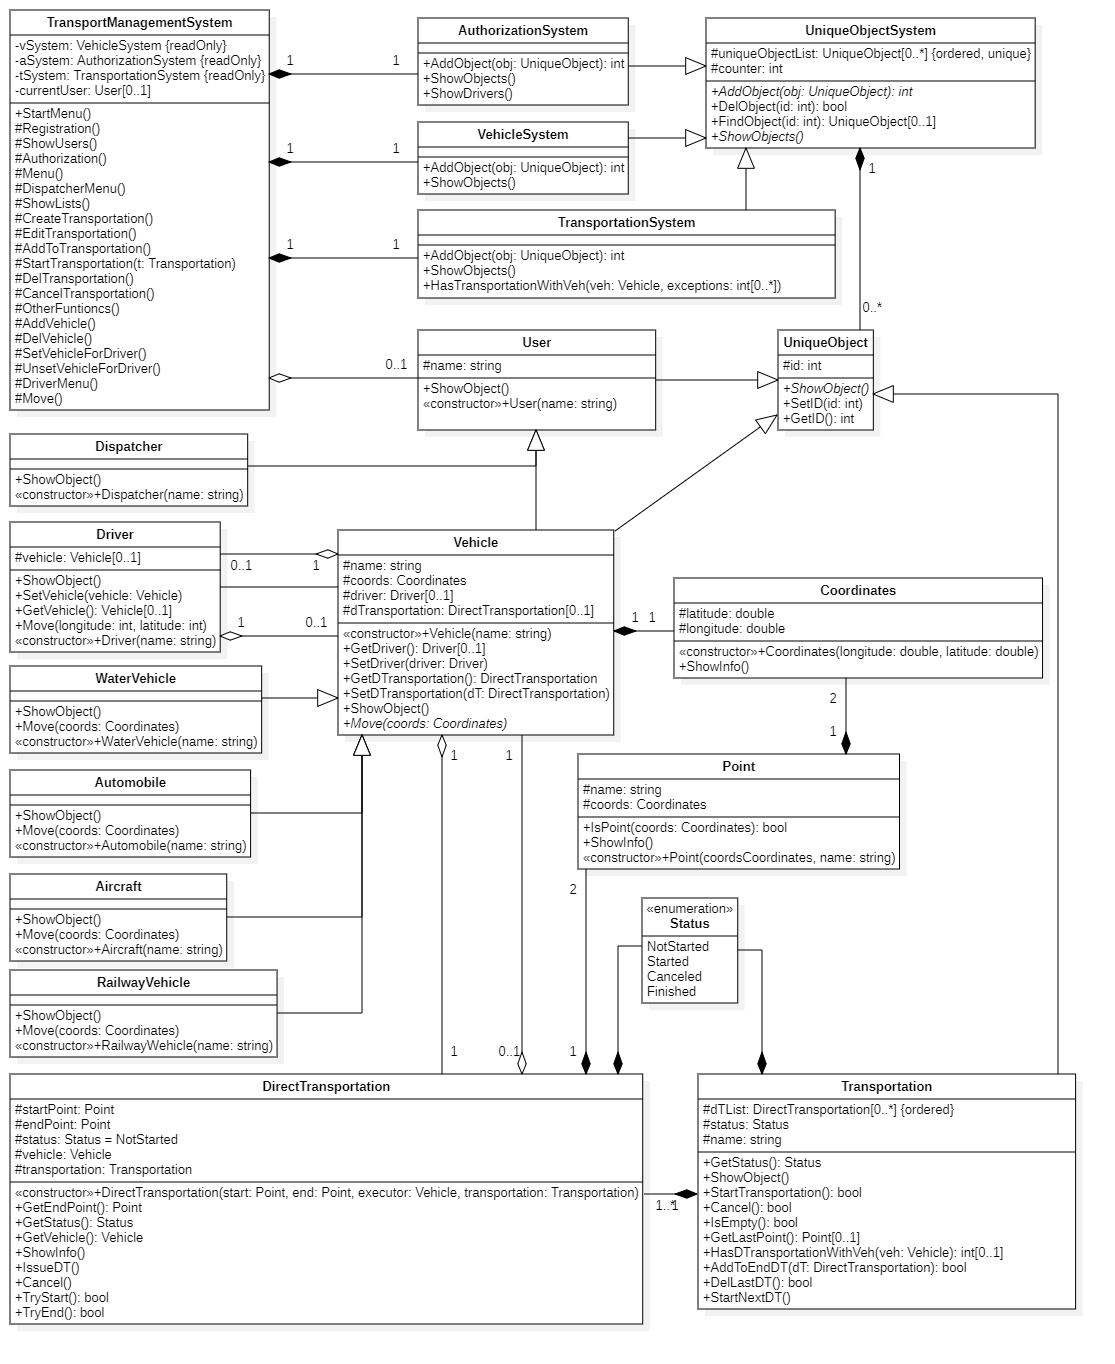 TransportManagementSystem
-vSystem: VehicleSystem {readOnly}
-aSystem: AuthorizationSystem {readOnly}
-tSystem: TransportationSystem {readOnly}
-currentUser: User[0..1]
+StartMenu()
#Registration()
#ShowUsers()
#Authorization()
#Menu()
#DispatcherMenu()
#ShowLists()
#CreateTransportation()
#EditTransportation()
#AddToTransportation()
#StartTransportation(t: Transportation)
#DelTransportation()
#CancelTransportation()
#OtherFuntioncs()
#AddVehicle()
#DelVehicle()
#SetVehicleForDriver()
#UnsetVehicleForDriver()
#DriverMenu()
#Move()
1
1
1
1
1
1
0..1
AuthorizationSystem
+AddObject(obj: UniqueObject): int
+ShowObjects()
+ShowDrivers()
VehicleSystem
+AddObject(obj: UniqueObject): int
+ShowObjects()
TransportationSystem
+AddObject(obj: UniqueObject): int
+ShowObjects()
+HasTransportationWithVeh(veh: Vehicle, exceptions: int[0..*])
UniqueObjectSystem
#uniqueObjectList: UniqueObject[0..*] {ordered, unique}
#counter: int
+AddObject(obj: UniqueObject): int
+DelObject(id: int): bool
+FindObject(id: int): UniqueObject[0..1]
+ShowObjects()
1
0..*
User
#name: string
+ShowObject()
«constructor»+User(name: string)
UniqueObject
#id: int
+ShowObject()
+SetID(id: int)
+GetID(): int
Dispatcher
+ShowObject()
«constructor»+Dispatcher(name: string)
Driver
#vehicle: Vehicle[0..1]
+ShowObject()
+SetVehicle(vehicle: Vehicle)
+GetVehicle(): Vehicle[0..1]
+Move(longitude: int, latitude: int)
«constructor»+Driver(name: string)
0..1
1
1
0..1
Vehicle
#name: string
#coords: Coordinates
#driver: Driver[0..1]
#dTransportation: DirectTransportation[0..1]
«constructor»+Vehicle(name: string)
+GetDriver(): Driver[0..1]
+SetDriver(driver: Driver)
+GetDTransportation(): DirectTransportation
+SetDTransportation(dT: DirectTransportation)
+ShowObject()
+Move(coords: Coordinates)
1
1
Coordinates
#latitude: double
#longitude: double
«constructor»+Coordinates(longitude: double, latitude: double)
+ShowInfo()
2
1
WaterVehicle
+ShowObject()
+Move(coords: Coordinates)
«constructor»+WaterVehicle(name: string)
Automobile
+ShowObject()
+Move(coords: Coordinates)
«constructor»+Automobile(name: string)
Aircraft
+ShowObject()
+Move(coords: Coordinates)
«constructor»+Aircraft(name: string)
RailwayVehicle
+ShowObject()
+Move(coords: Coordinates)
«constructor»+RailwayWehicle(name: string)
1
1
Point
#name: string
#coords: Coordinates
+IsPoint(coords: Coordinates): bool
+ShowInfo()
«constructor»+Point(coordsCoordinates, name: string)
2
«enumeration»
Status
NotStarted
Started
Canceled
Finished
1
0..1
1
DirectTransportation
#startPoint: Point
#endPoint: Point
#status: Status = NotStarted
#vehicle: Vehicle
#transportation: Transportation
«constructor»+DirectTransportation(start: Point, end: Point, executor: Vehicle, transportation: Transportation)
+GetEndPoint(): Point
+GetStatus(): Status
+GetVehicle(): Vehicle
+ShowInfo()
+IssueDT()
+Cancel()
+TryStart(): bool
+TryEnd(): bool
1..*
1
Transportation
#dTList: DirectTransportation[0..*] {ordered}
#status: Status
#name: string
+GetStatus(): Status
+ShowObject()
+StartTransportation(): bool
+Cancel(): bool
+IsEmpty(): bool
+GetLastPoint(): Point[0..1]
+HasDTransportationWithVeh(veh: Vehicle): int[0..1]
+AddToEndDT(dT: DirectTransportation): bool
+DelLastDT(): bool
+StartNextDT()